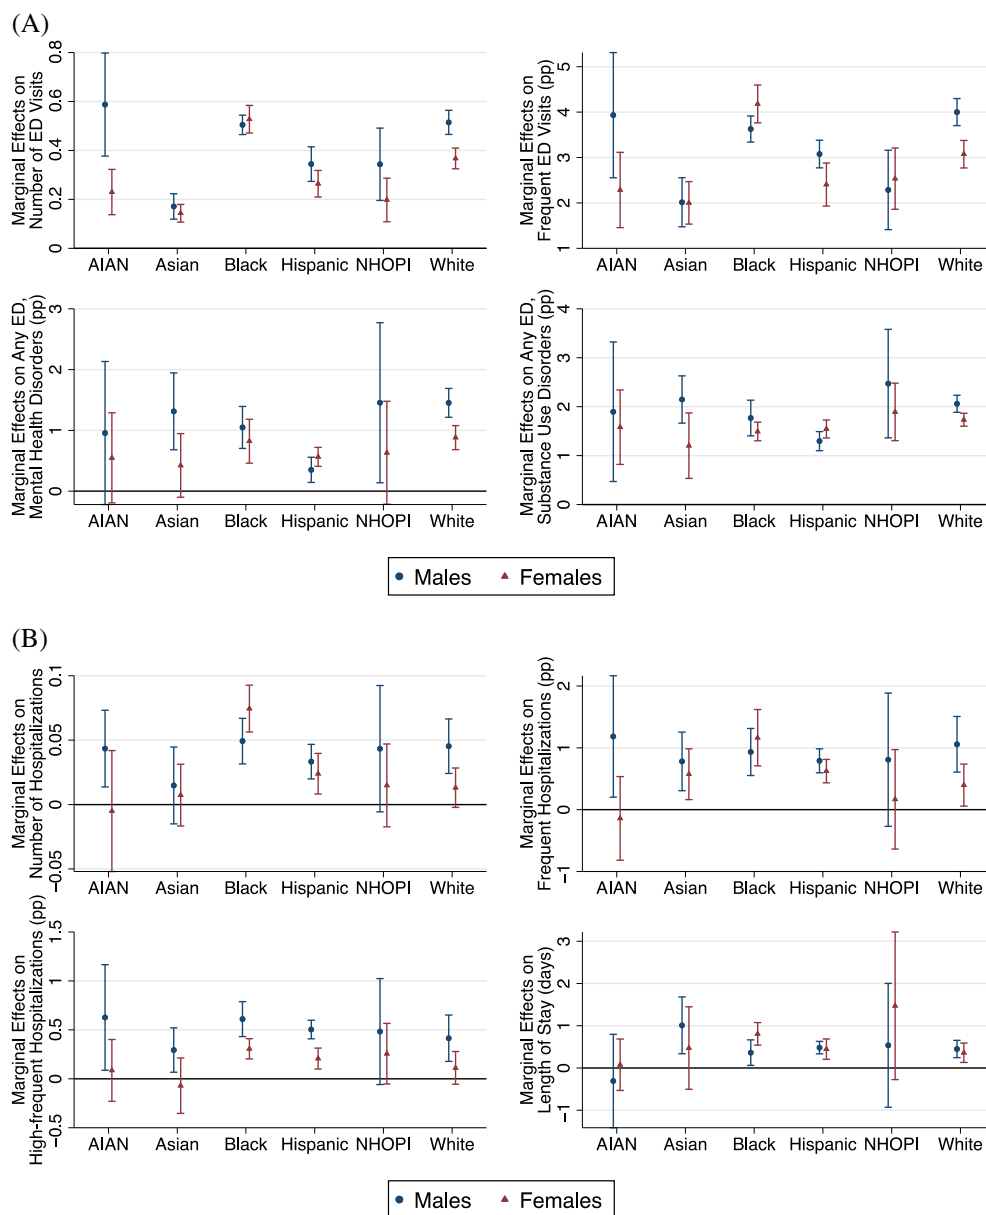 (A)
Marginal Effects on
Number of ED Visits
0.8
0.6
0.4
0.2
0
AIAN Asian Black Hispanic NHOPI White
Marginal Effects on
Frequent ED Visits (pp)
5
4
3
2
1
AIAN Asian Black Hispanic NHOPI White
Marginal Effects on Any ED,
Mental Health Disorders (pp)
3
2
1
0
AIAN Asian Black Hispanic NHOPI White
Marginal Effects on Any ED,
Substance Use Disorders (pp)
4
3
2
1
0
AIAN Asian Black Hispanic NHOPI White
Males Females
(B)
Marginal Effects on
Number of Hospitalizations
0.1
0.05
0
−0.05
AIAN Asian Black Hispanic NHOPI White
Marginal Effects on
Frequent Hospitalizations (pp)
2
1
0
−1
AIAN Asian Black Hispanic NHOPI White
Marginal Effects on
High-frequent Hospitalizations (pp)
1.5
1
0.5
0
−0.5
AIAN Asian Black Hispanic NHOPI White
Marginal Effects on
Length of Stay (days)
3
2
1
0
−1
AIAN Asian Black Hispanic NHOPI White
Males Females